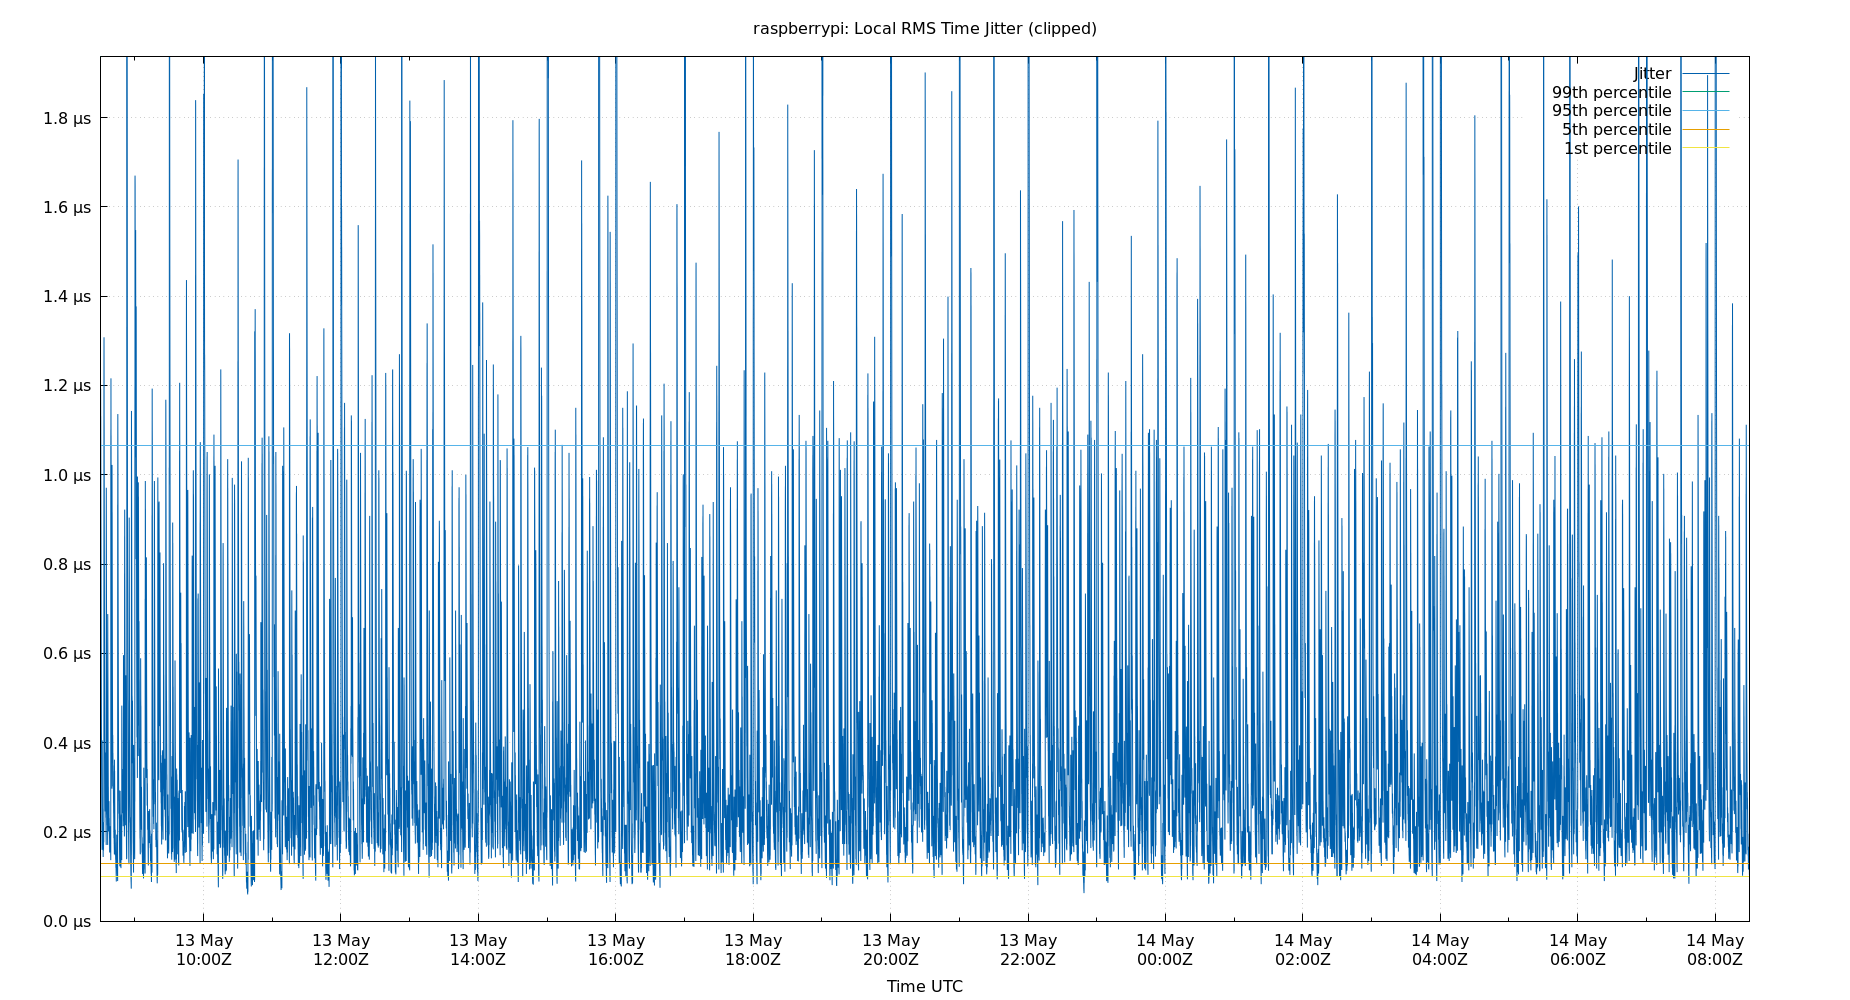 raspberrypi: Local RMS Time Jitter (clipped)
Jitter
99th percentile
95th percentile
5th percentile
1st percentile
1.8 μs
1.6 μs
1.4 μs
1.2 μs
1.0 μs
0.8 μs
0.6 μs
0.4 μs
0.2 μs
0.0 μs
13 May 13 May 13 May 13 May 13 May 13 May 13 May 14 May 14 May 14 May 14 May 14 May
10:00Z 12:00Z 14:00Z 16:00Z 18:00Z 20:00Z 22:00Z 00:00Z 02:00Z 04:00Z 06:00Z 08:00Z
Time UTC